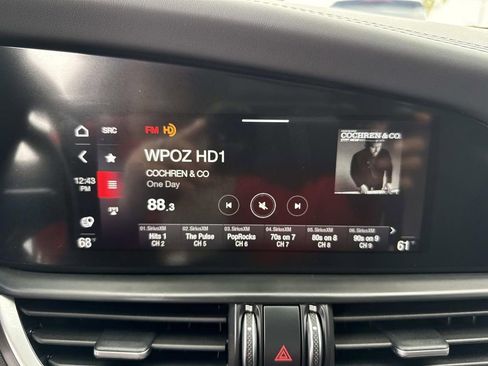 FM HD
SRC
WPOZ HD1
COCHREN & CO
One Day
12:43
PM
88.3
COCHREN & CO.
01.SiriusXM 02.SiriusXM 03.SiriusXM 04.SiriusXM 05.SiriusXM 06.SiriusXM
Hits 1 The Pulse PopRocks 70s on 7 80s on 8 90s on 9
CH 2 CH 5 CH 6 CH 7 CH 8 CH 9
68° 61°